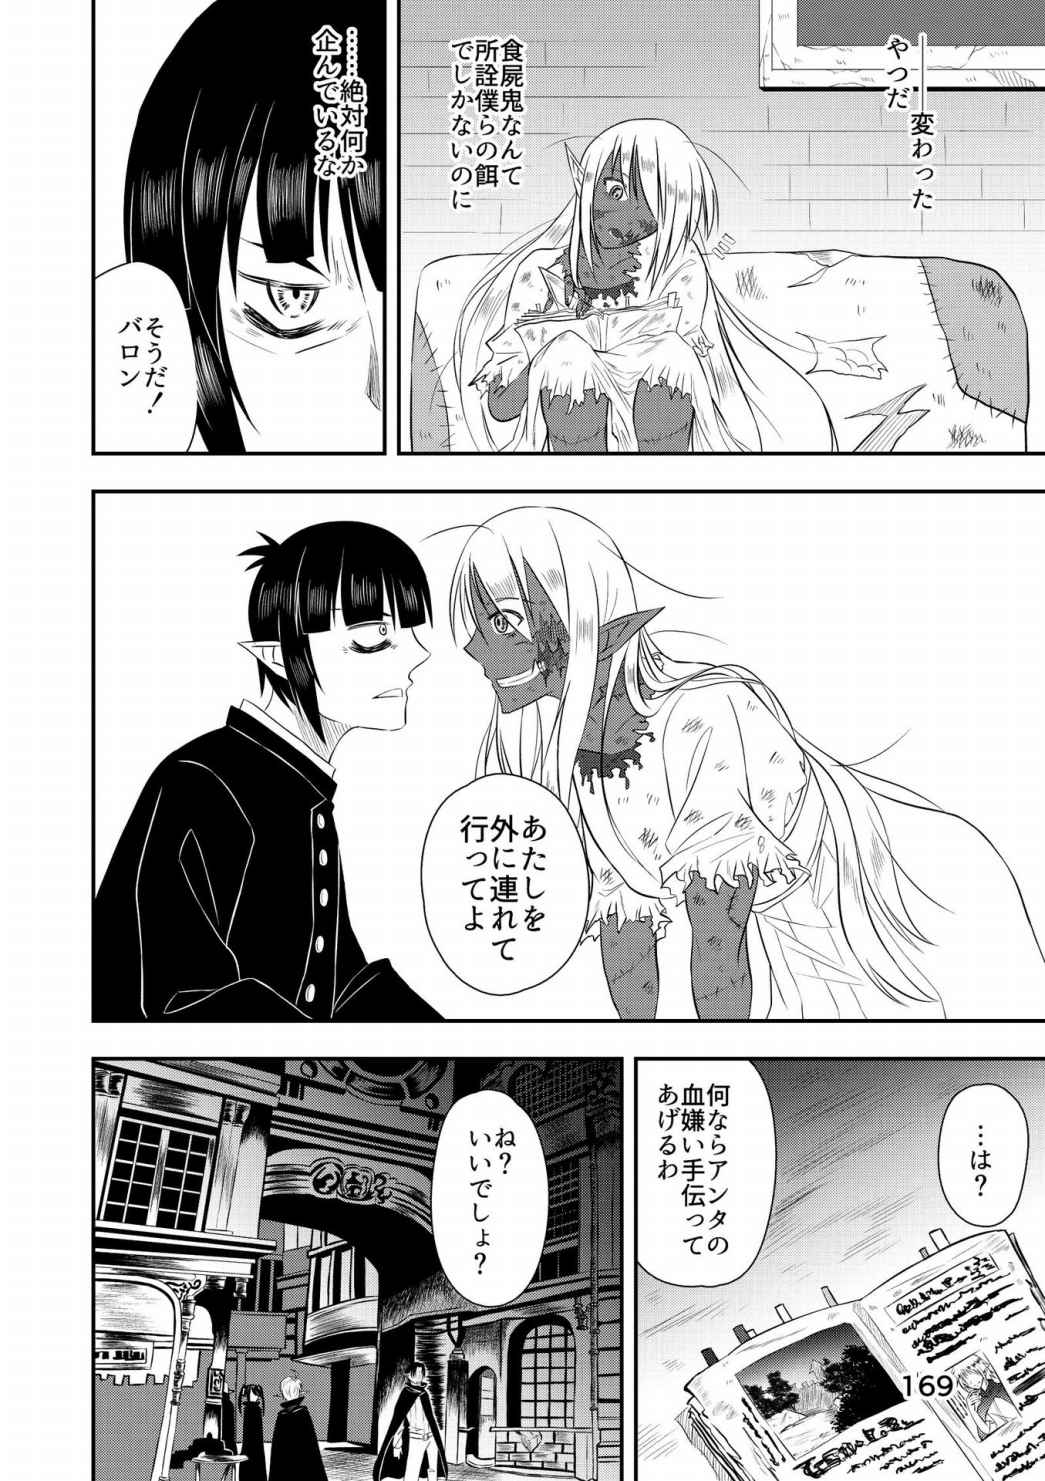 ――変わった
やつだ
食屍鬼なんて
所詮僕らの餌
でしかないのに
……絶対何か
企んでいるな
そうだ!
バロン
あたしを
外に連れて
行ってよ
…は?
何ならアンタの
血嫌い手伝って
あげるわ
ね?
いいでしょ?
169